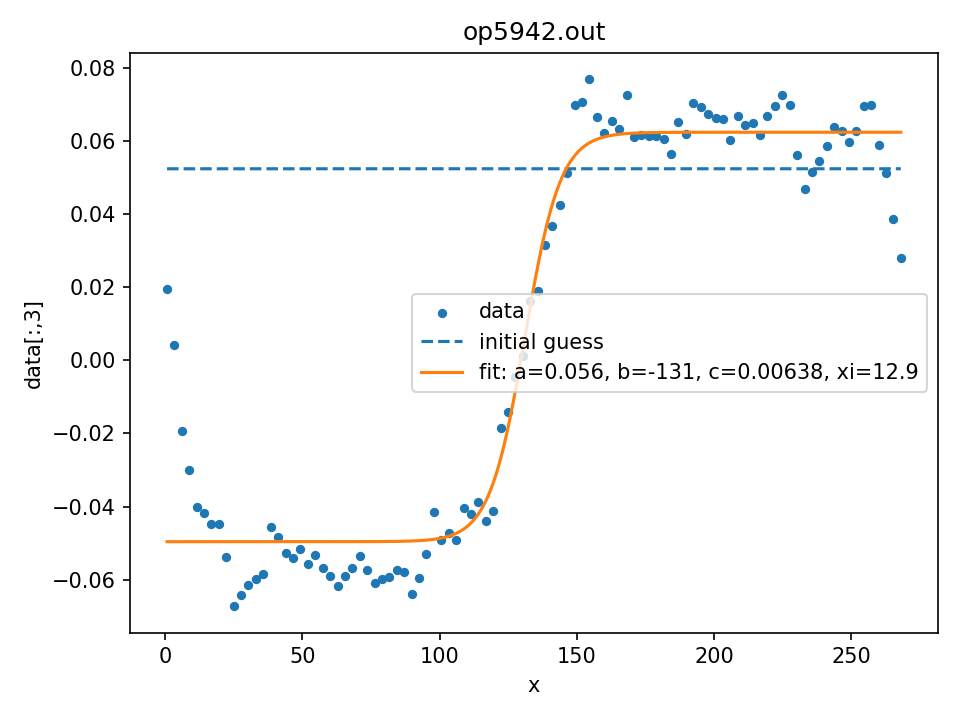 op5942.out
0.08
0.06
0.04
0.02
0.00
−0.02
−0.04
−0.06
data[:,3]
data
initial guess
fit: a=0.056, b=-131, c=0.00638, xi=12.9
0 50 100 150 200 250
x